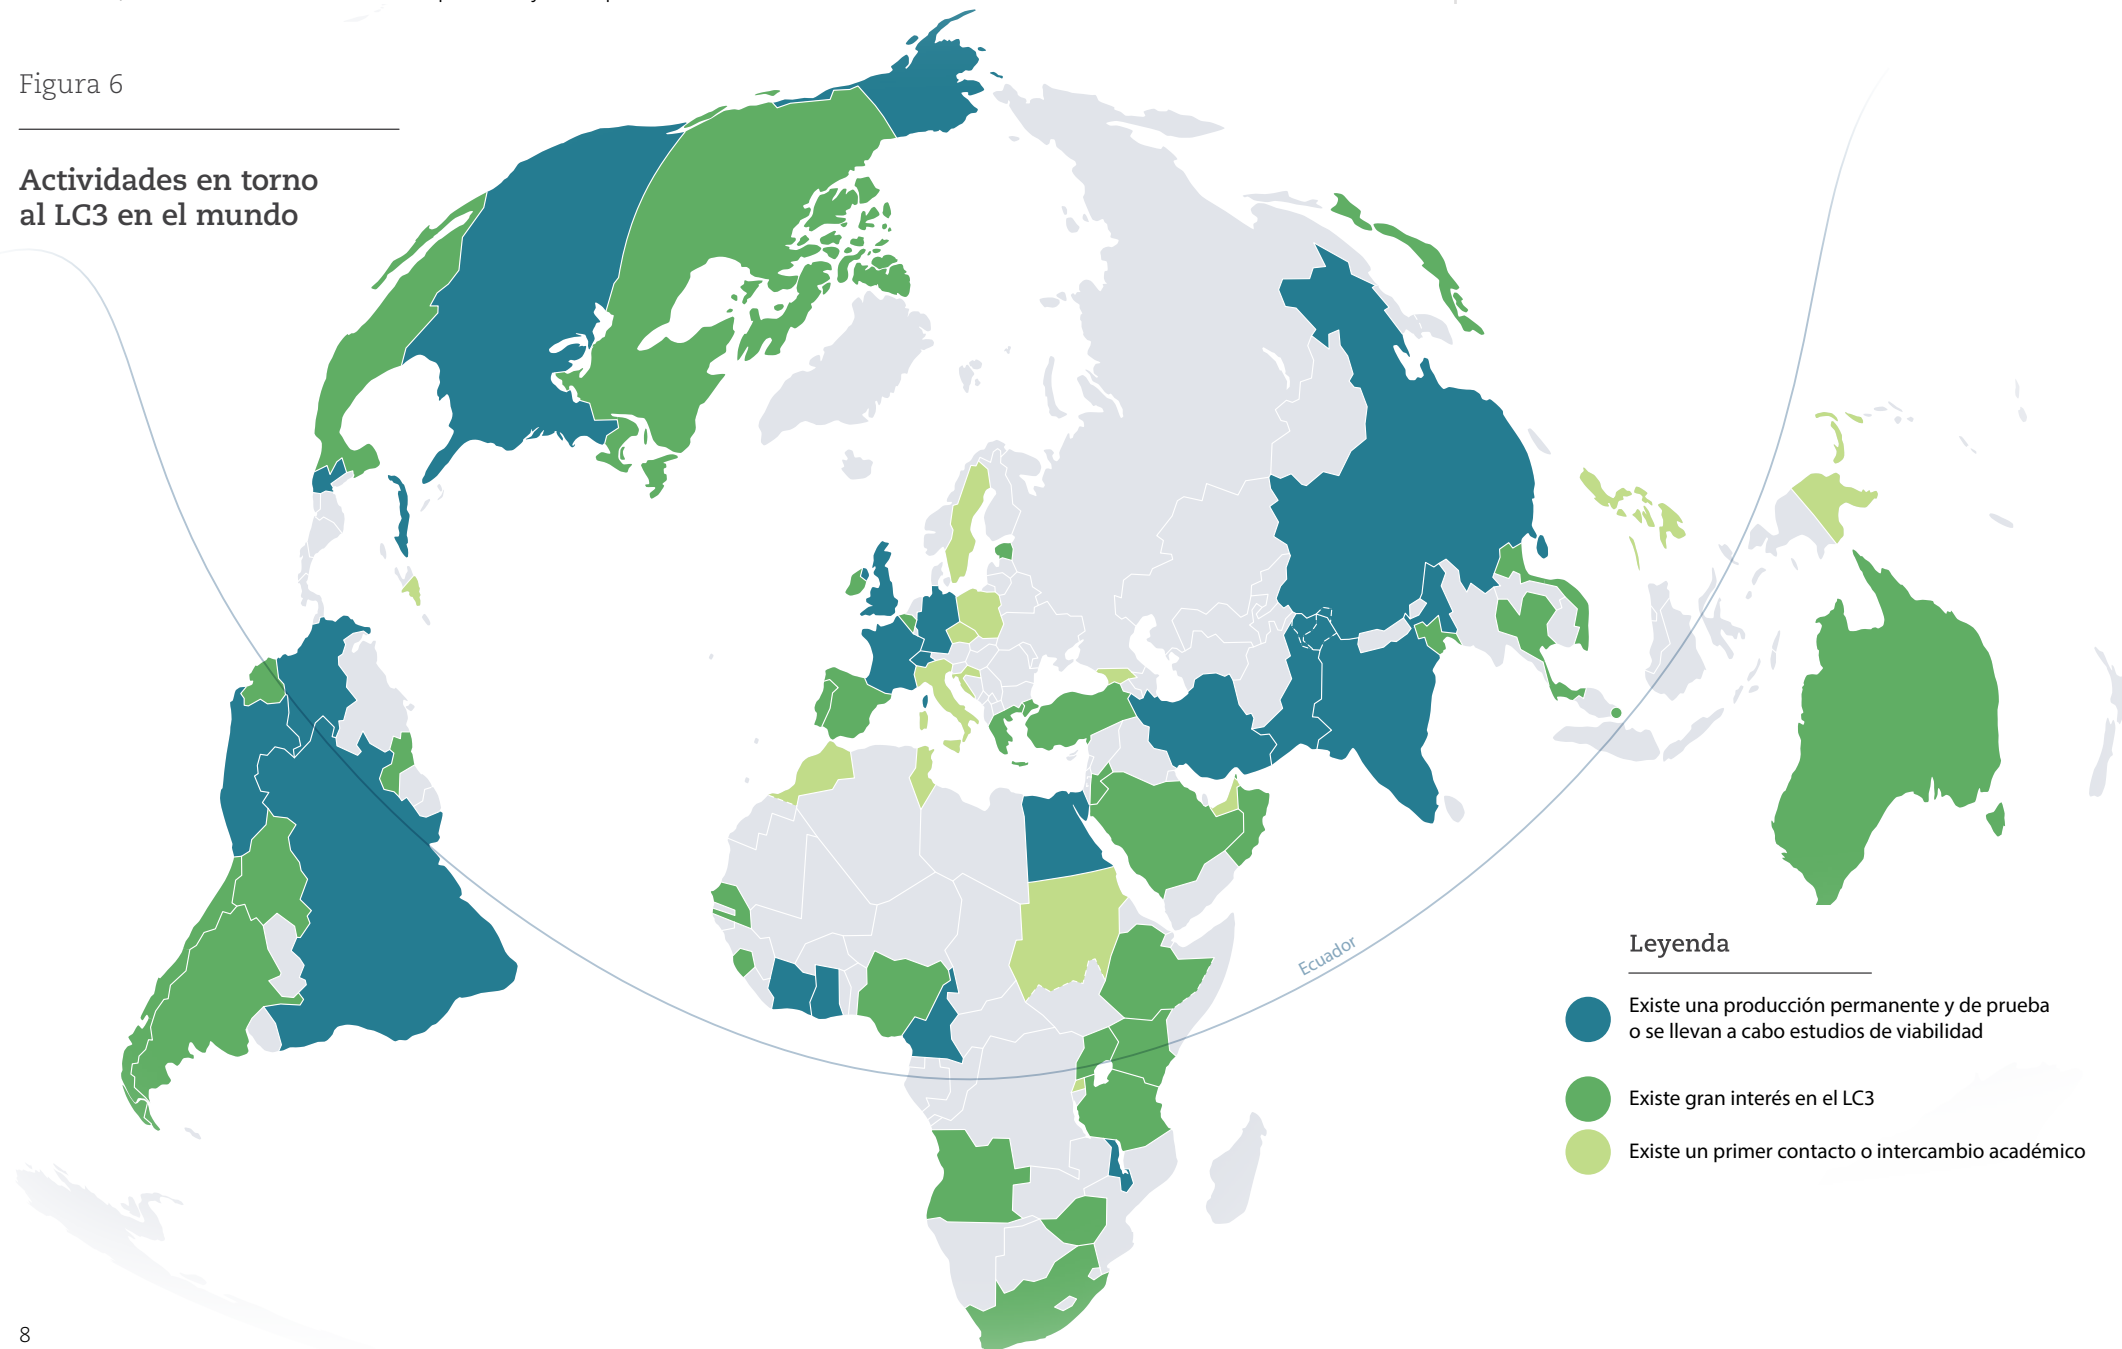 Figura 6
Actividades en torno
al LC3 en el mundo
Ecuador
Leyenda
Existe una producción permanente y de prueba
o se llevan a cabo estudios de viabilidad
Existe gran interés en el LC3
Existe un primer contacto o intercambio académico
8